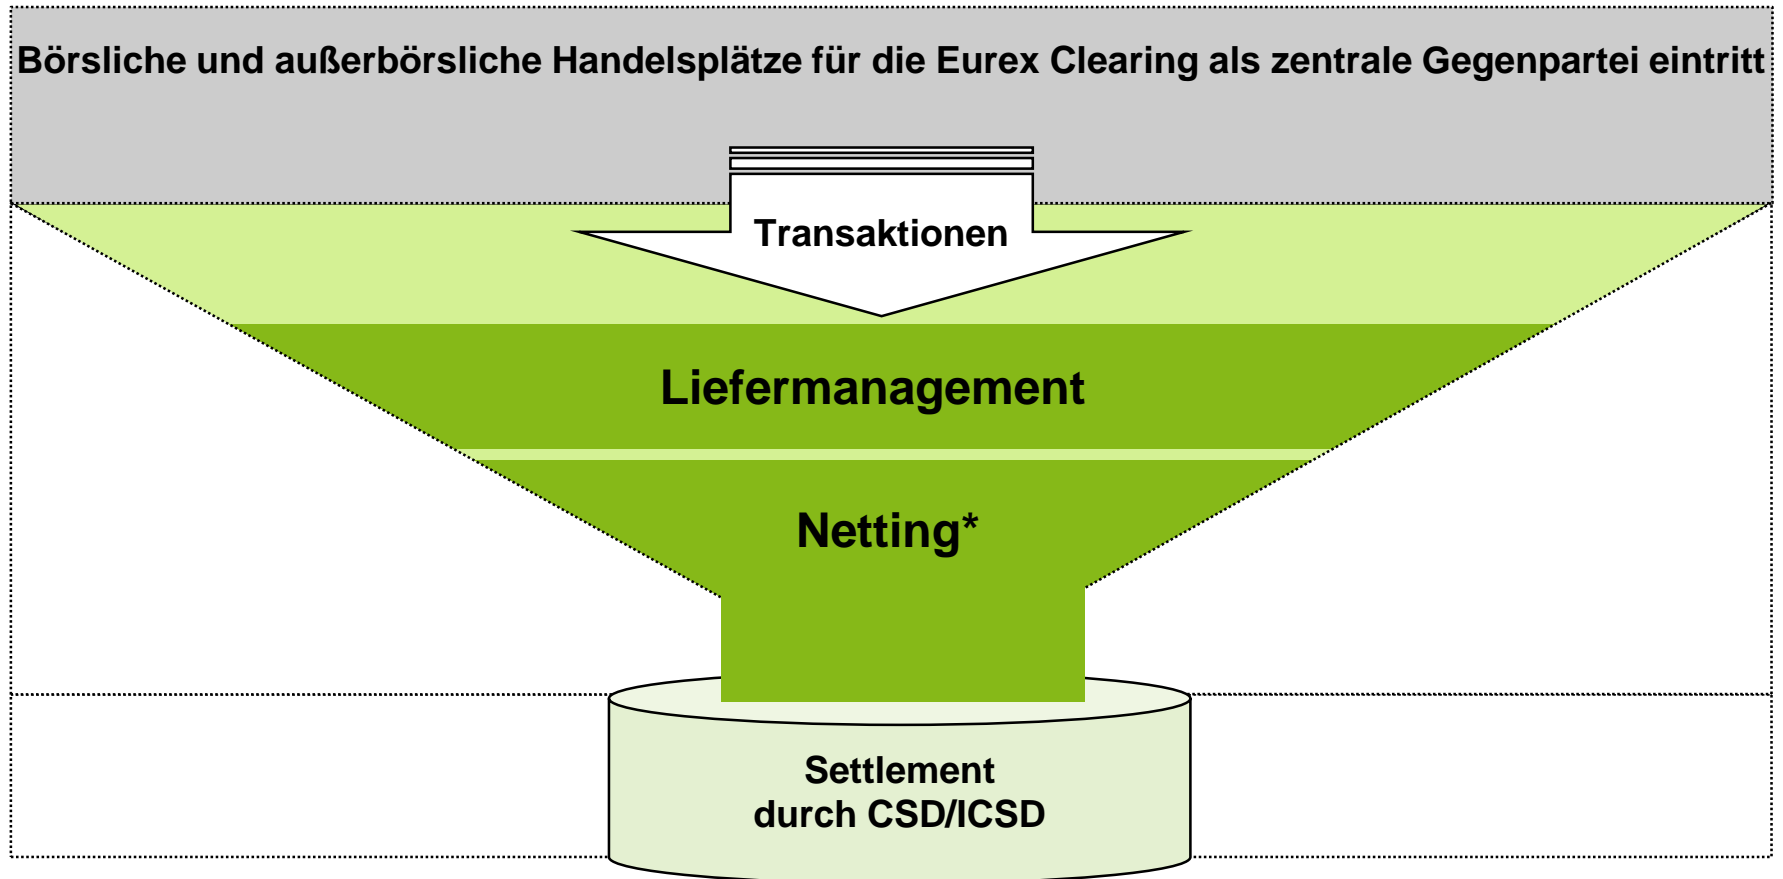 Börsliche und außerbörsliche Handelsplätze für die Eurex Clearing als zentrale Gegenpartei eintritt
Transaktionen
Liefermanagement
Netting*
Settlement
durch CSD/ICSD